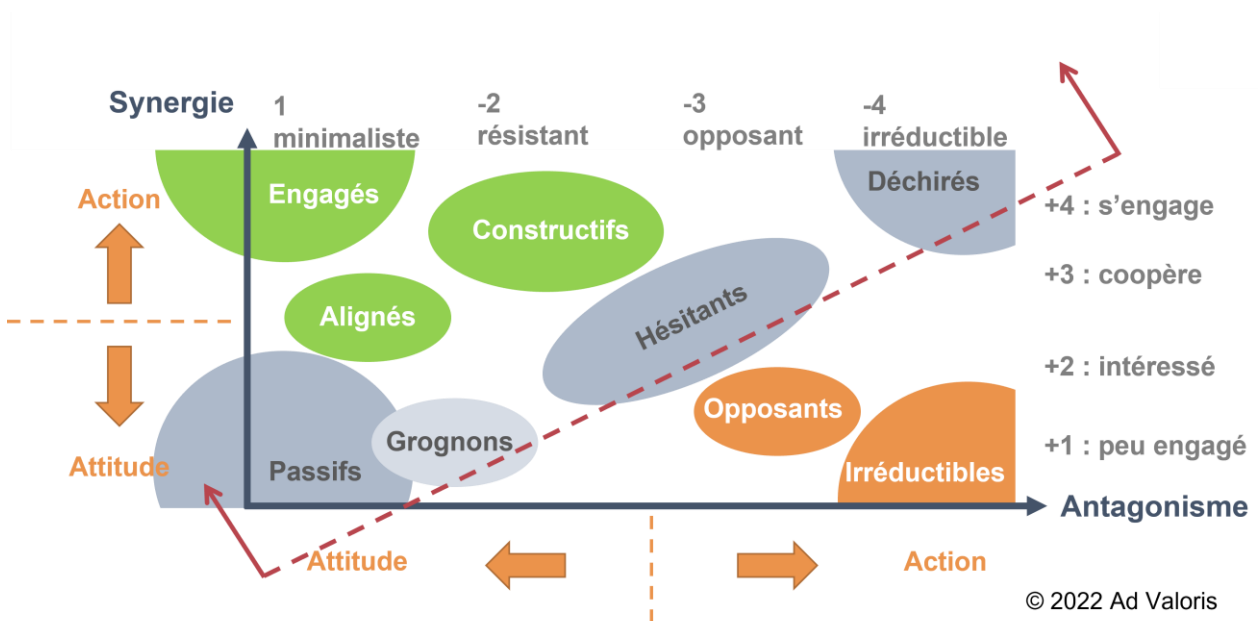 Synergie
1
minimaliste
-2
résistant
-3
opposant
-4
irréductible
Engagés
Déchirés
Action
+4 : s’engage
Constructifs
+3 : coopère
Alignés
Hésitants
+2 : intéressé
Opposants
Grognons
+1 : peu engagé
Attitude
Passifs
Irréductibles
Antagonisme
Attitude
Action
© 2022 Ad Valoris